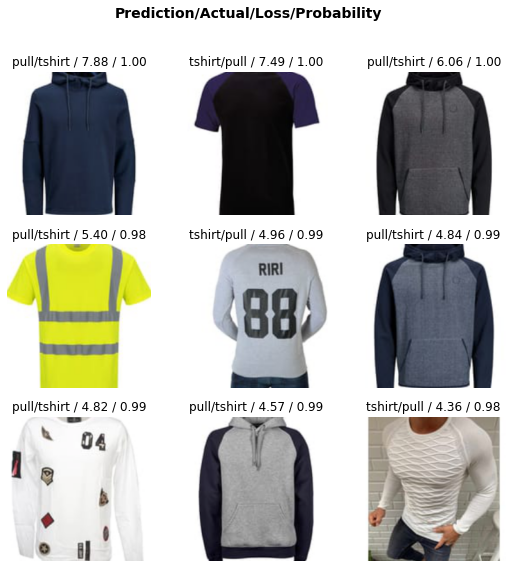 Prediction/Actual/Loss/Probability
pull/tshirt / 7.88 / 1.00
tshirt/pull / 7.49 / 1.00
pull/tshirt / 6.06 / 1.00
pull/tshirt / 5.40 / 0.98
tshirt/pull / 4.96 / 0.99
pull/tshirt / 4.84 / 0.99
RIRI
88
pull/tshirt / 4.82 / 0.99
pull/tshirt / 4.57 / 0.99
tshirt/pull / 4.36 / 0.98
04